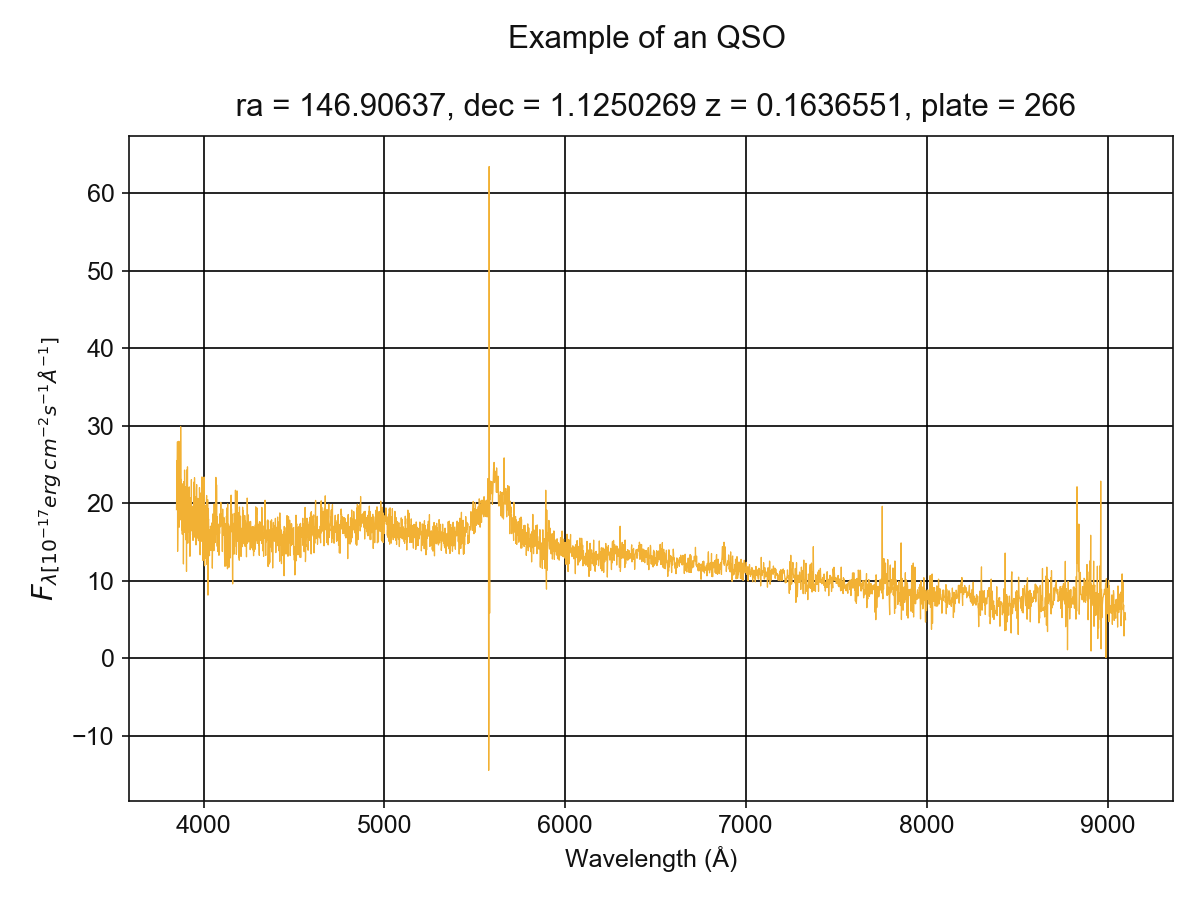 Example of an QSO
ra = 146.90637, dec = 1.1250269 z = 0.1636551, plate = 266
60
50
40
30
20
10
0
−10
F_{λ[10^{−17}erg cm^{−2}s^{−1}Å^{−1}]}
4000 5000 6000 7000 8000 9000
Wavelength (Å)